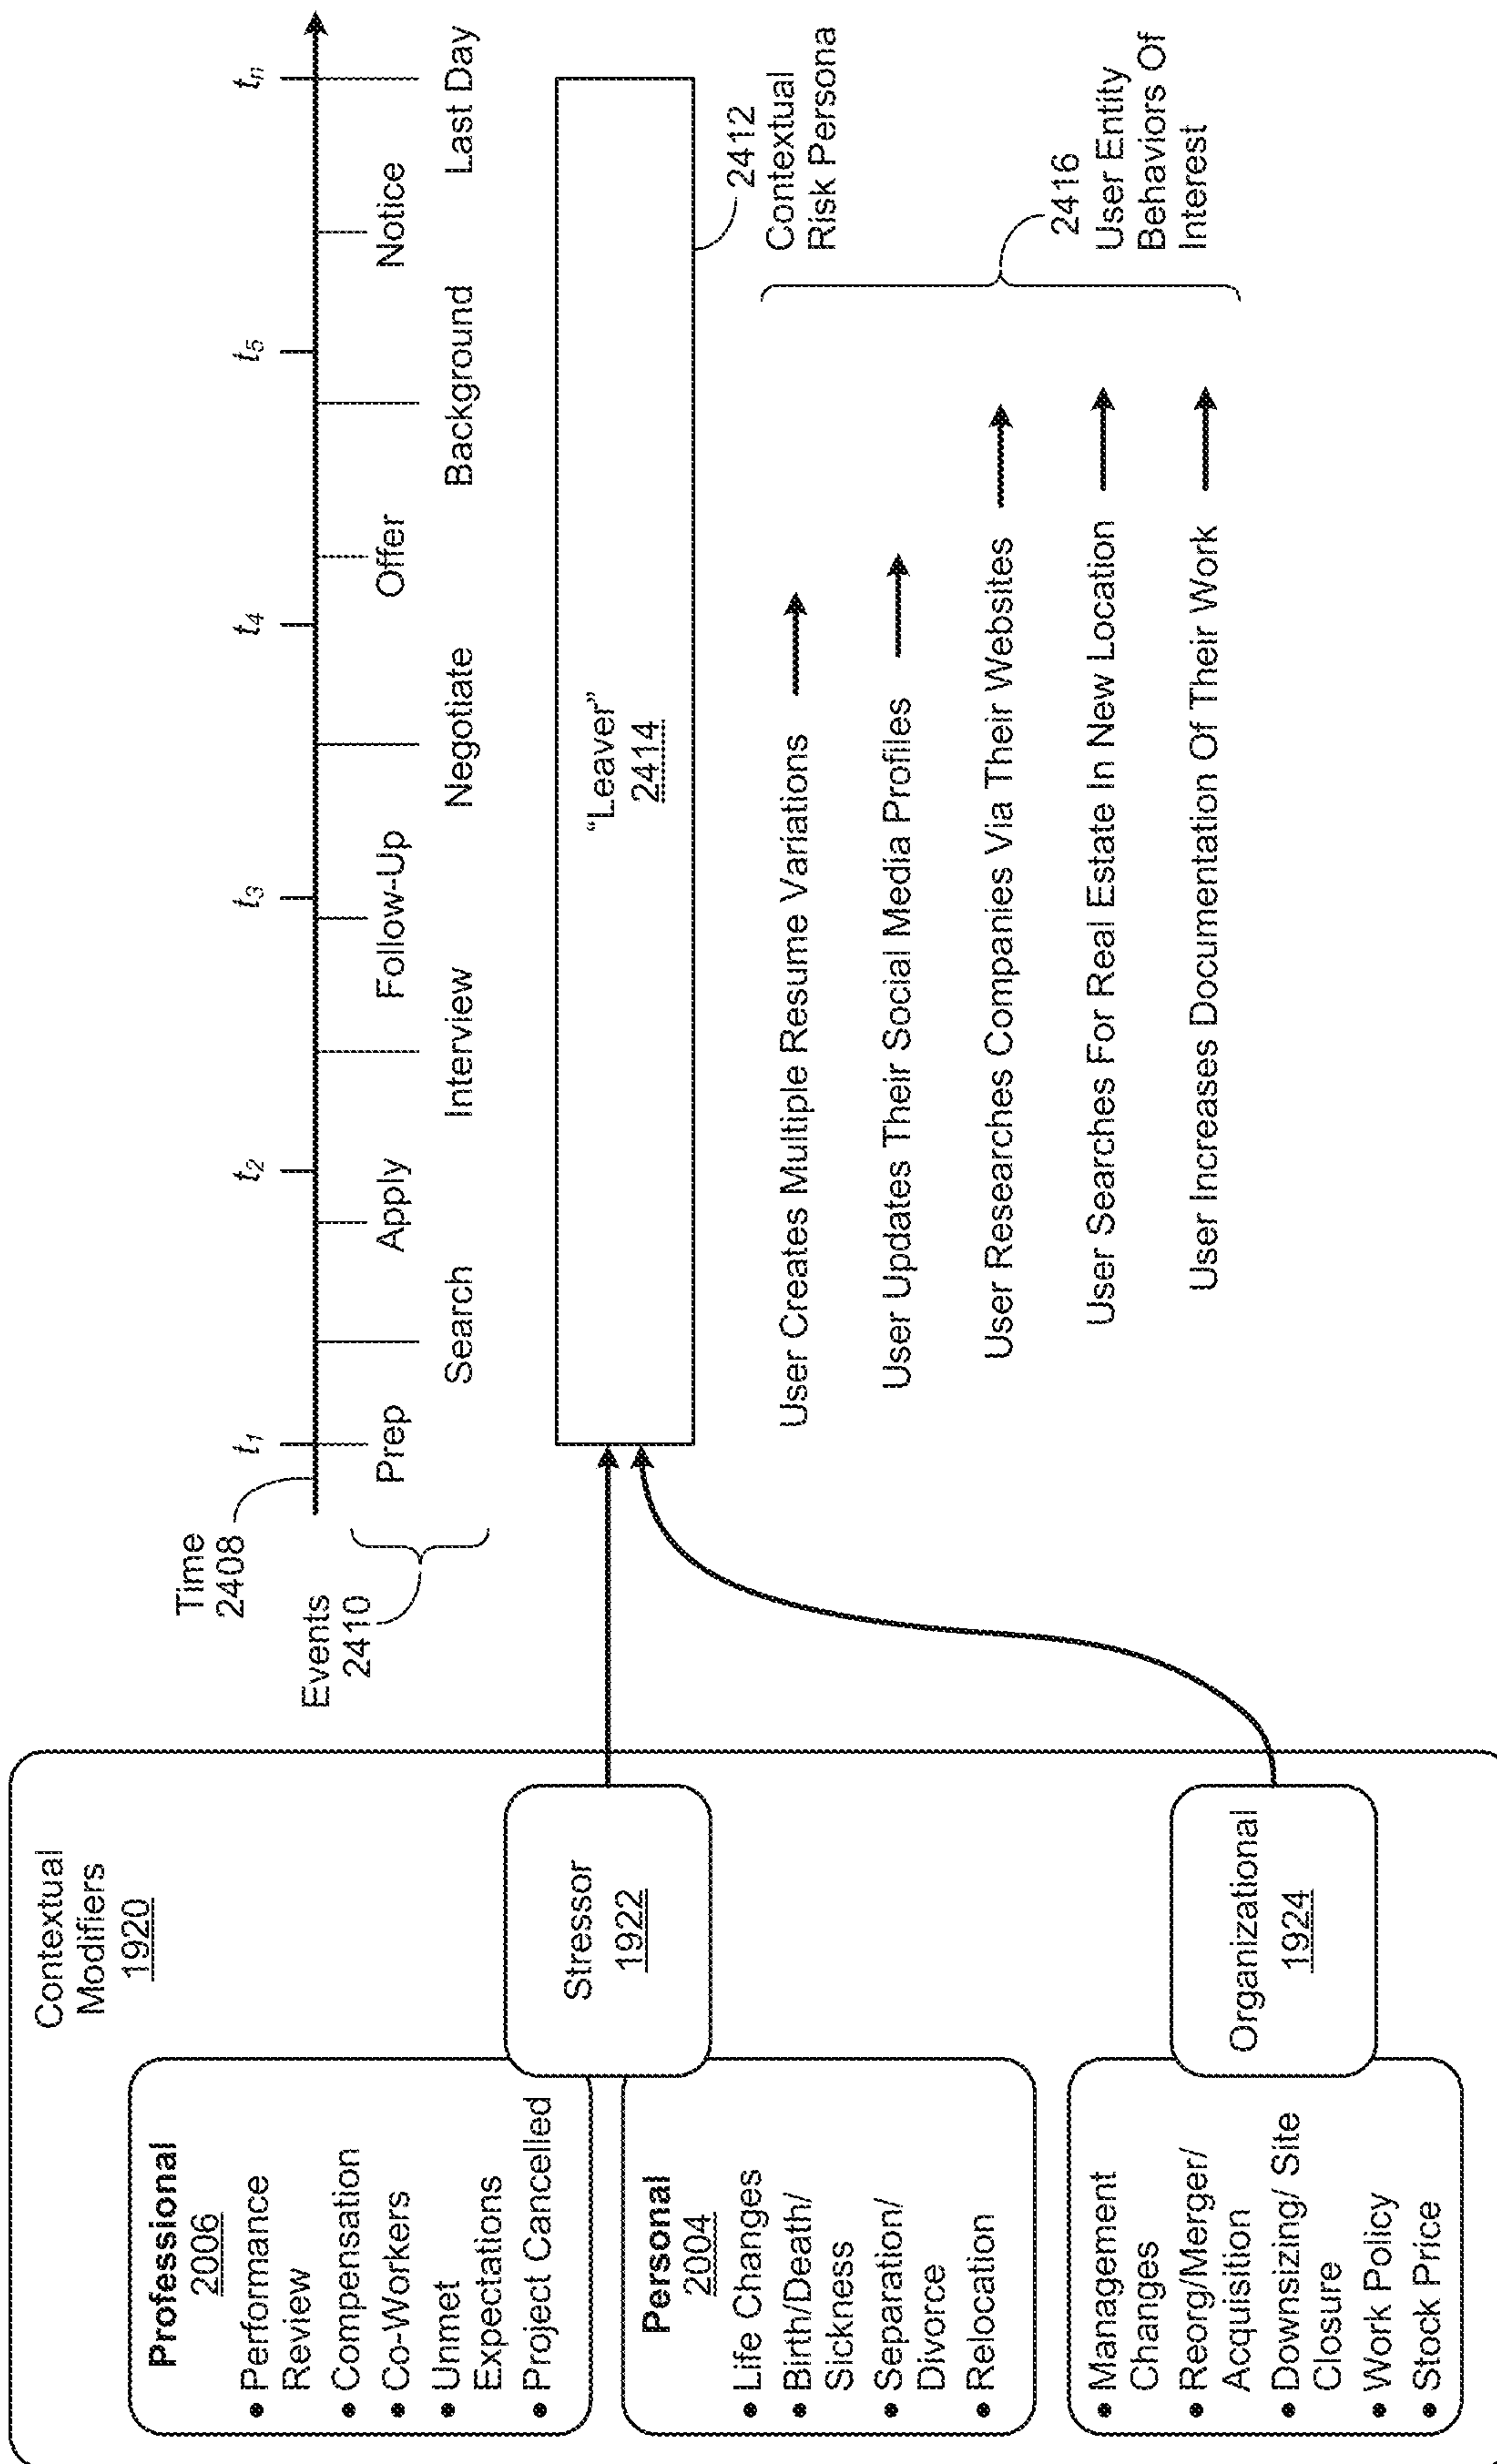 Contextual
Modifiers
1920
Professional
2006
• Performance
Review
• Compensation
• Co-Workers
• Unmet
Expectations
• Project Cancelled
Stressor
1922
Personal
2004
• Life Changes
• Birth/Death/
Sickness
• Separation/
Divorce
• Relocation
• Management
Changes
• Reorg/Merger/
Acquisition
• Downsizing/ Site
Closure
• Work Policy
• Stock Price
Organizational
1924
Time
2408
t1
t2
t3
t4
t5
tn
Events
2410
Prep
Search
Apply
Interview
Follow-Up
Negotiate
Offer
Background
Notice
Last Day
“Leaver”
2414
2412
Contextual
Risk Persona
User Creates Multiple Resume Variations
User Updates Their Social Media Profiles
User Researches Companies Via Their Websites
User Searches For Real Estate In New Location
User Increases Documentation Of Their Work
2416
User Entity
Behaviors Of
Interest